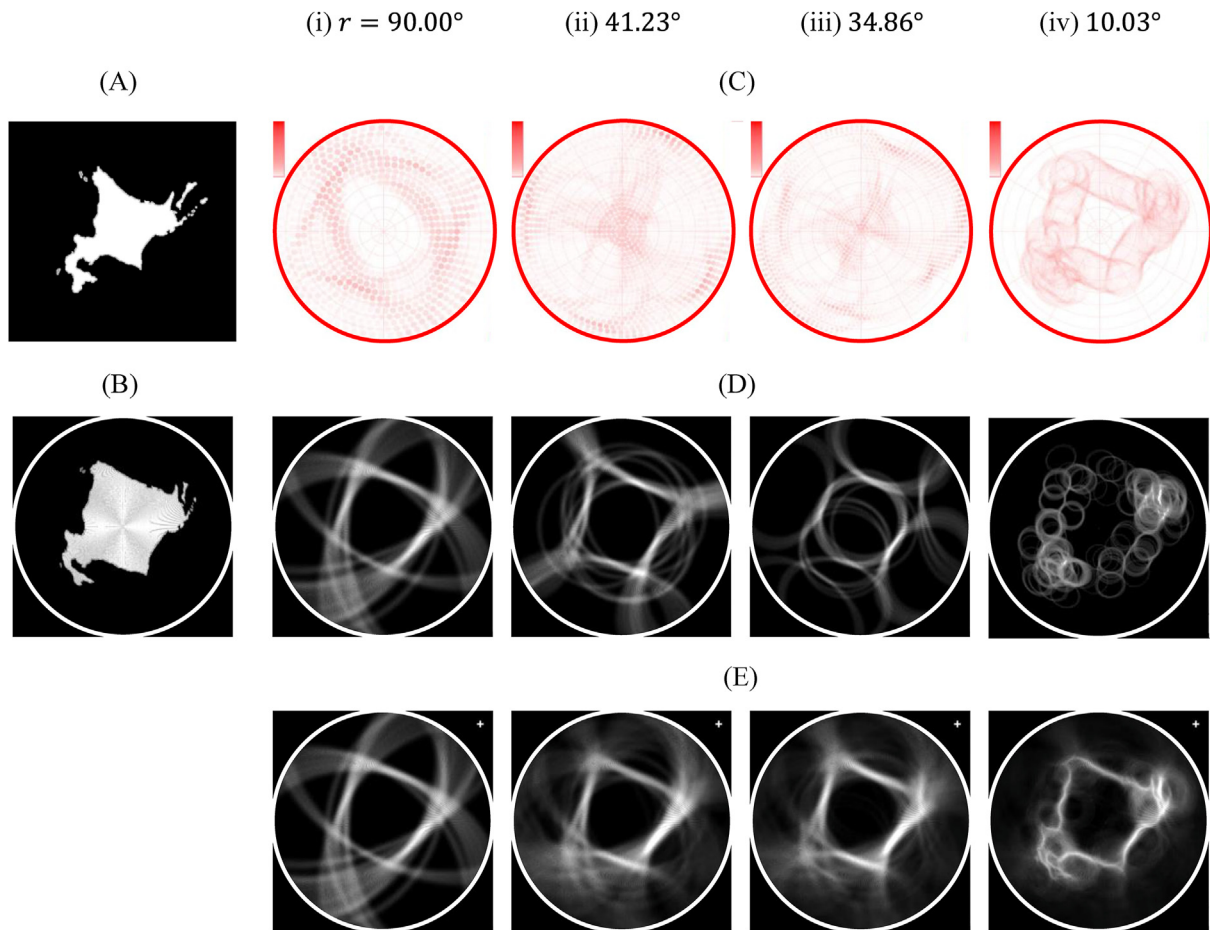 (i) r = 90.00°
(ii) 41.23°
(iii) 34.86°
(iv) 10.03°
(A)
(C)
(B)
(D)
(E)
+
+
+
+